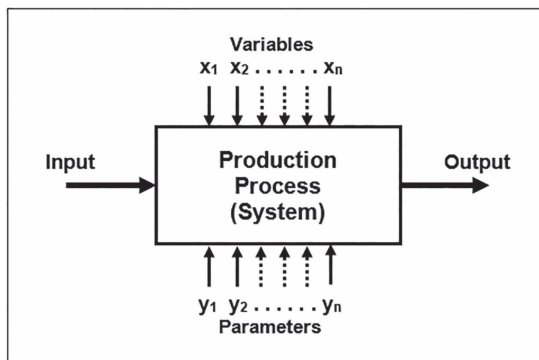 Variables
x1 x2 . . . . . . xn
Input
Production
Process
(System)
Output
y1 y2 . . . . . . yn
Parameters